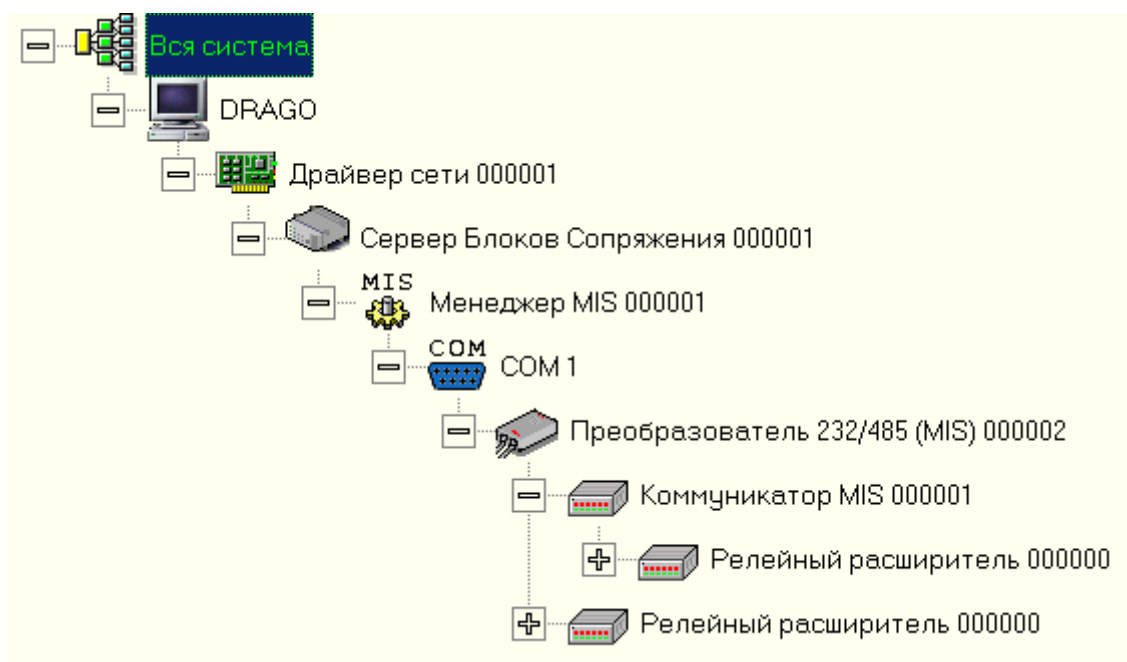 Вся система
DRAGO
Драйвер сети 000001
Сервер Блоков Сопряжения 000001
MIS
Менеджер MIS 000001
COM
COM 1
Преобразователь 232/485 (MIS) 000002
Коммуникатор MIS 000001
Релейный расширитель 000000
Релейный расширитель 000000